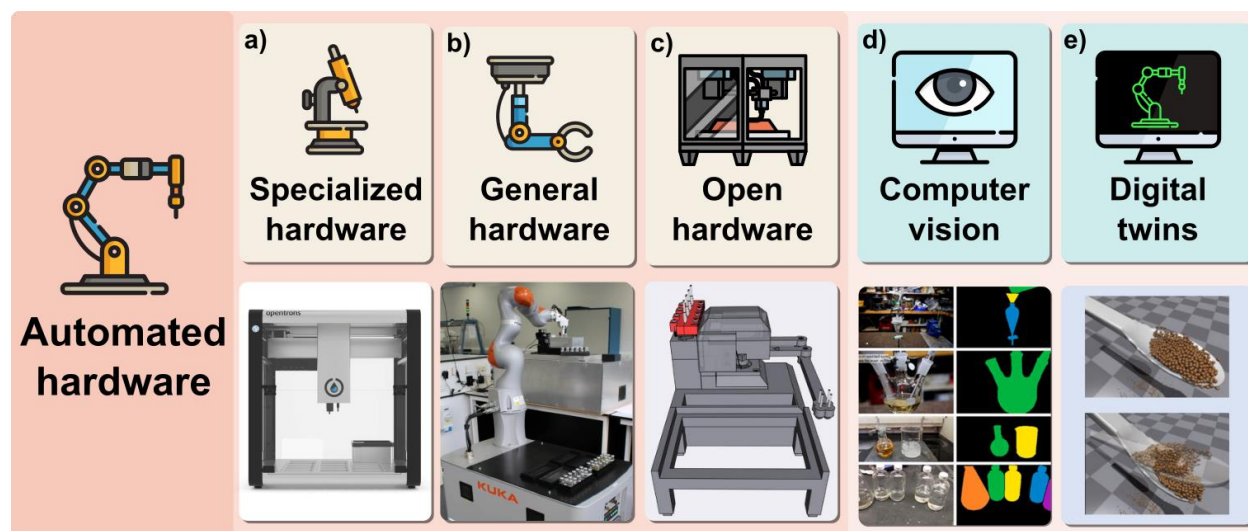 Automated
hardware
a)
Specialized
hardware
b)
General
hardware
c)
Open
hardware
d)
Computer
vision
e)
Digital
twins
opentrons
KUKA